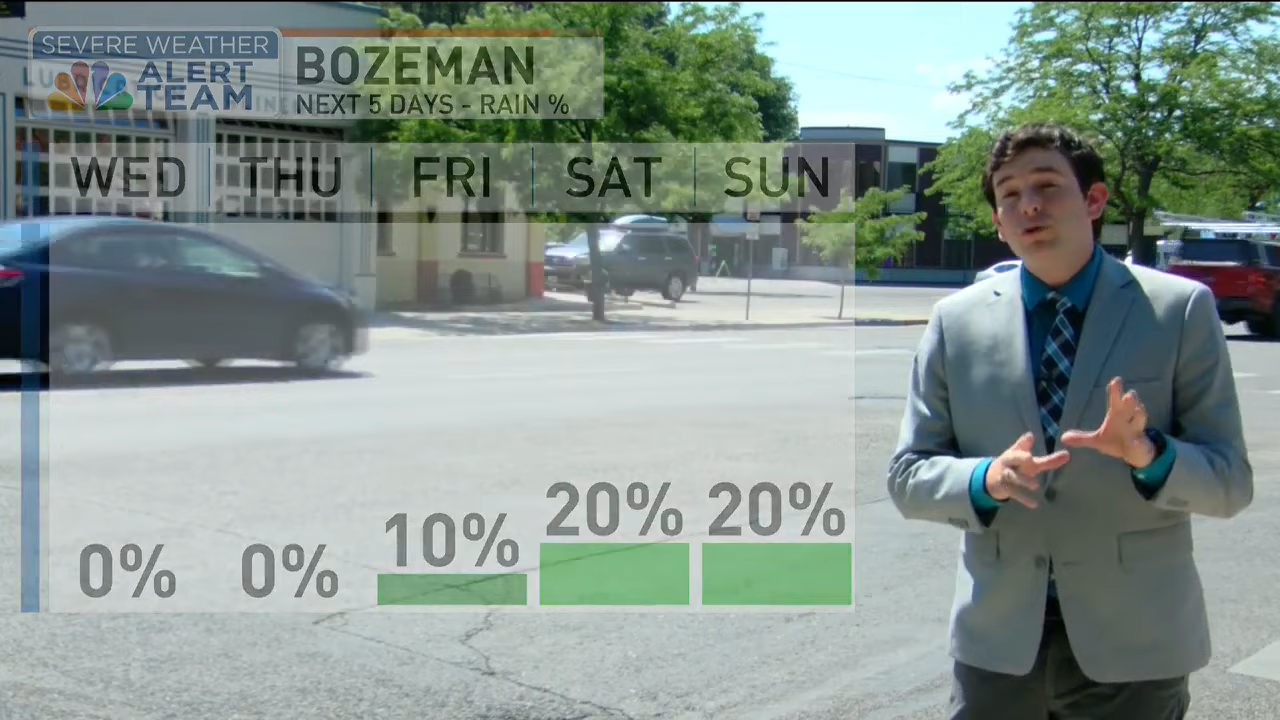 SEVERE WEATHER
ALERT
TEAM
BOZEMAN
NEXT 5 DAYS - RAIN %
WED THU FRI SAT SUN
0% 0% 10% 20% 20%